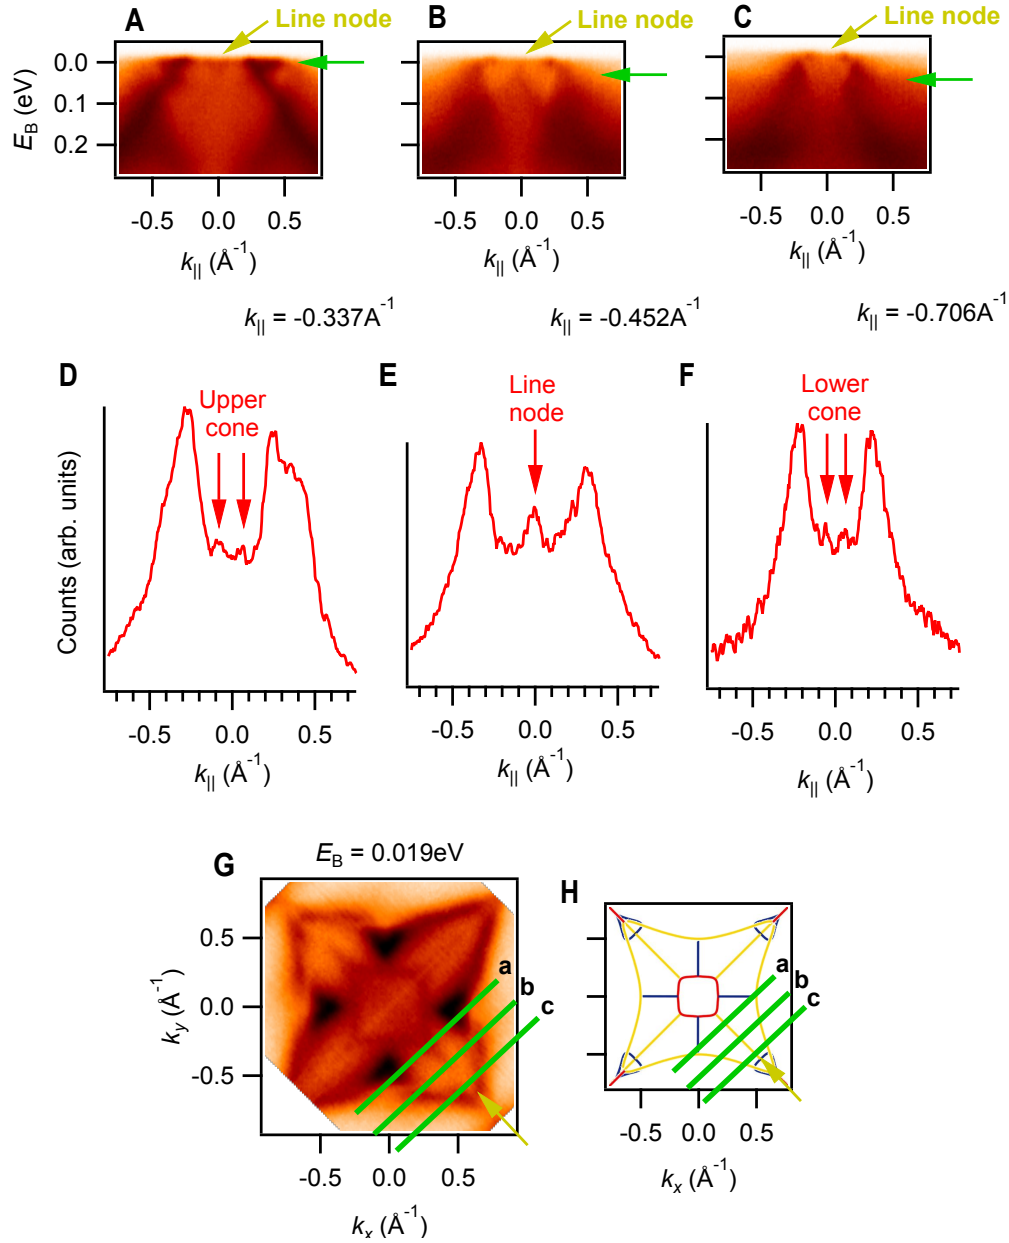 A
Line node
B
Line node
C
Line node
0.0
0.1
0.2
E_B (eV)
-0.5 0.0 0.5
-0.5 0.0 0.5
-0.5 0.0 0.5
k_|| (Å^-1)
k_|| (Å^-1)
k_|| (Å^-1)
k_|| = -0.337A^-1
k_|| = -0.452A^-1
k_|| = -0.706A^-1
D
Upper
cone
E
Line
node
F
Lower
cone
Counts (arb. units)
-0.5 0.0 0.5
-0.5 0.0 0.5
-0.5 0.0 0.5
k_|| (Å^-1)
k_|| (Å^-1)
k_|| (Å^-1)
G
E_B = 0.019eV
0.5
0.0
-0.5
k_y (Å^-1)
a
b
c
-0.5 0.0 0.5
k_x (Å^-1)
H
a
b
c
-0.5 0.0 0.5
k_x (Å^-1)